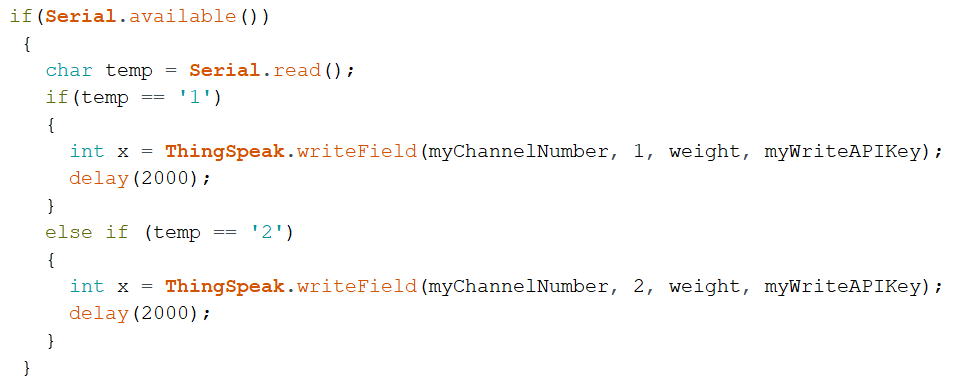 if(Serial.available())
{
char temp = Serial.read();
if(temp == '1')
{
int x = ThingSpeak.writeField(myChannelNumber, 1, weight, myWriteAPIKey);
delay(2000);
}
else if (temp == '2')
{
int x = ThingSpeak.writeField(myChannelNumber, 2, weight, myWriteAPIKey);
delay(2000);
}
}